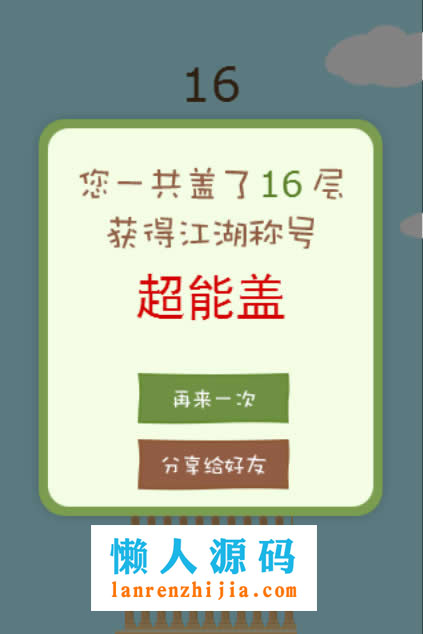 16
您一共盖了16层
获得江湖称号
超能盖
再来一次
分享给好友
懒人源码
lanrenzhijia.com